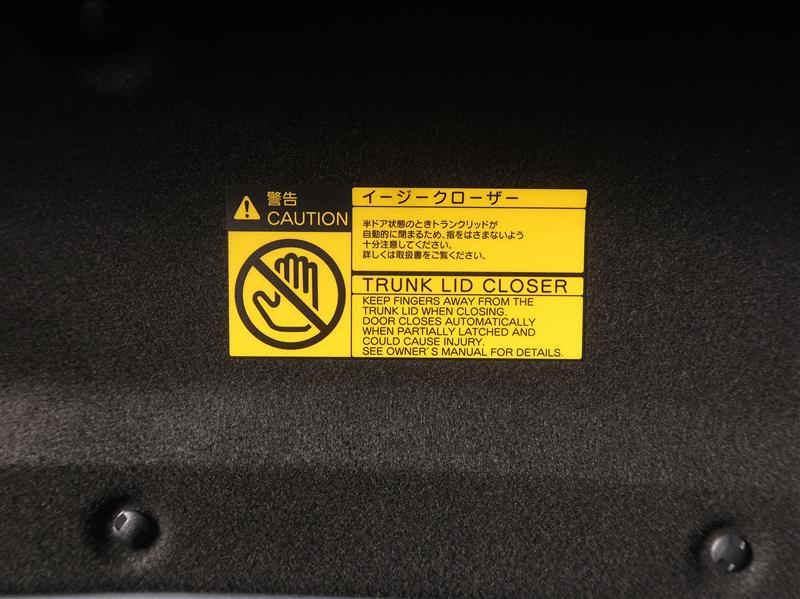 警告
CAUTION
イージークローザー
半ドア状態のときトランクリッドが
自動的に閉まるため、指をはさまないよう
十分注意してください。
詳しくは取扱書をご覧ください。
TRUNK LID CLOSER
KEEP FINGERS AWAY FROM THE
TRUNK LID WHEN CLOSING.
DOOR CLOSES AUTOMATICALLY
WHEN PARTIALLY LATCHED AND
COULD CAUSE INJURY.
SEE OWNER'S MANUAL FOR DETAILS.